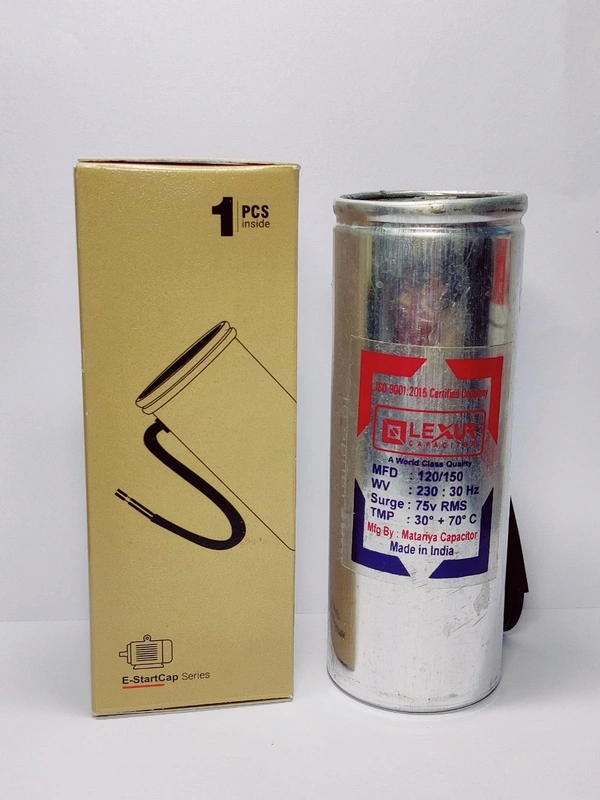 1 PCS
inside
E-StartCap Series
ISO 9001:2015 Certified Company
LEXUR
CAPACITOR
A World Class Quality
MFD : 120/150
WV : 230 : 30 Hz
Surge : 75v RMS
TMP : 30° + 70° C
Mfg By : Matariya Capacitor
Made in India